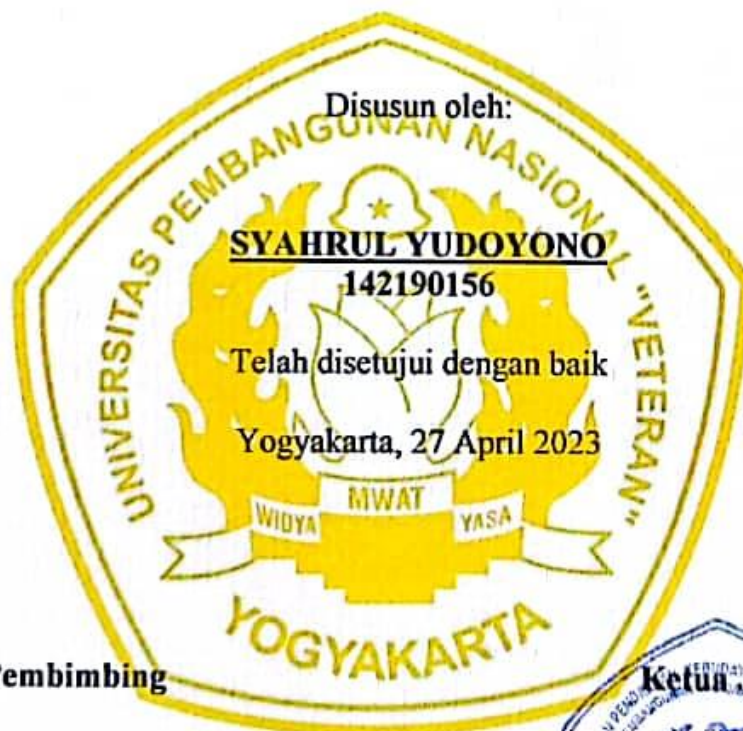 Disusun oleh:
UNIVERSITAS PEMBANGUNAN NASIONAL "VETERAN"
SYAHRUL YUDOYONO
142190156
Telah disetujui dengan baik
Yogyakarta, 27 April 2023
WIDYA MWAT YASA
YOGYAKARTA
Pembimbing Ketua